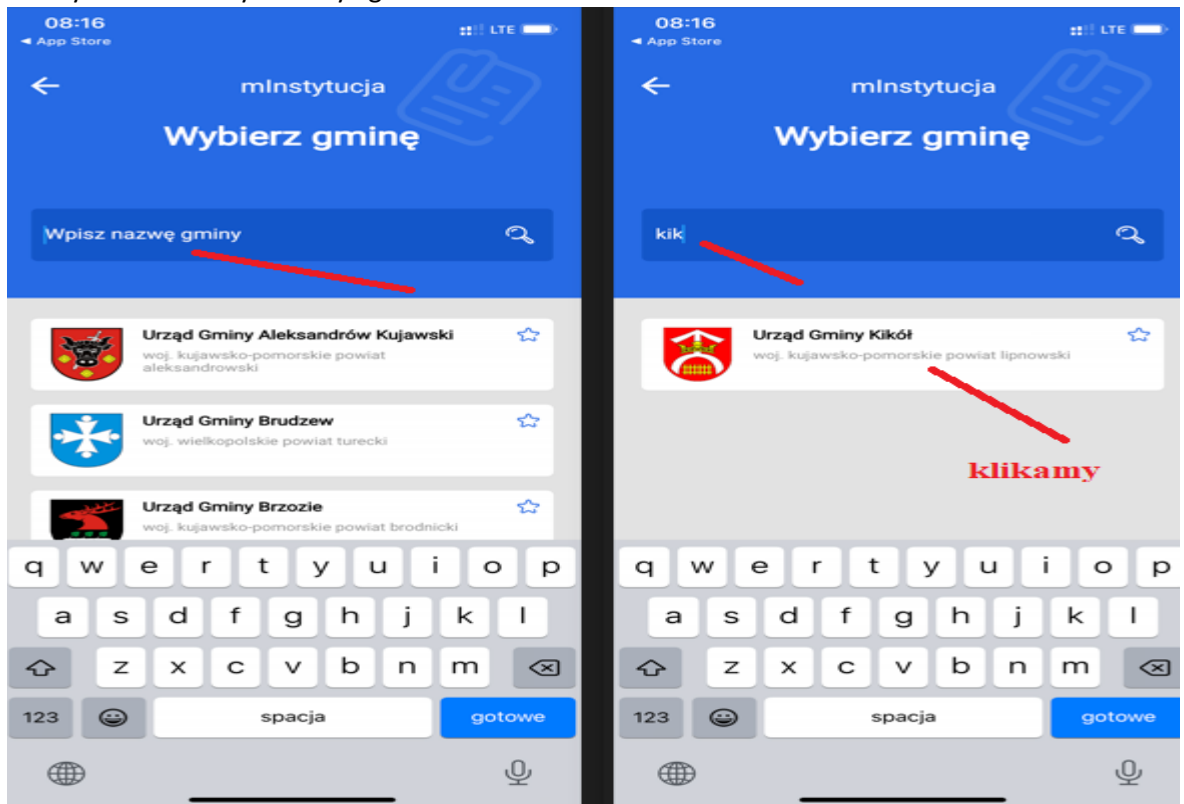 08:16
LTE
App Store
mInstytucja
Wybierz gminę
Wpisz nazwę gminy
Urząd Gminy Aleksandrów Kujawski
woj. kujawsko-pomorskie powiat
aleksandrowski
Urząd Gminy Brudzew
woj. wielkopolskie powiat turecki
Urząd Gminy Brzozie
woj. kujawsko-pomorskie powiat brodnicki
q w e r t y u i o p
a s d f g h j k l
z x c v b n m
123 spacja gotowe
08:16
LTE
App Store
mInstytucja
Wybierz gminę
kik
Urząd Gminy Kikół
woj. kujawsko-pomorskie powiat lipnowski
klikamy
q w e r t y u i o p
a s d f g h j k l
z x c v b n m
123 spacja gotowe